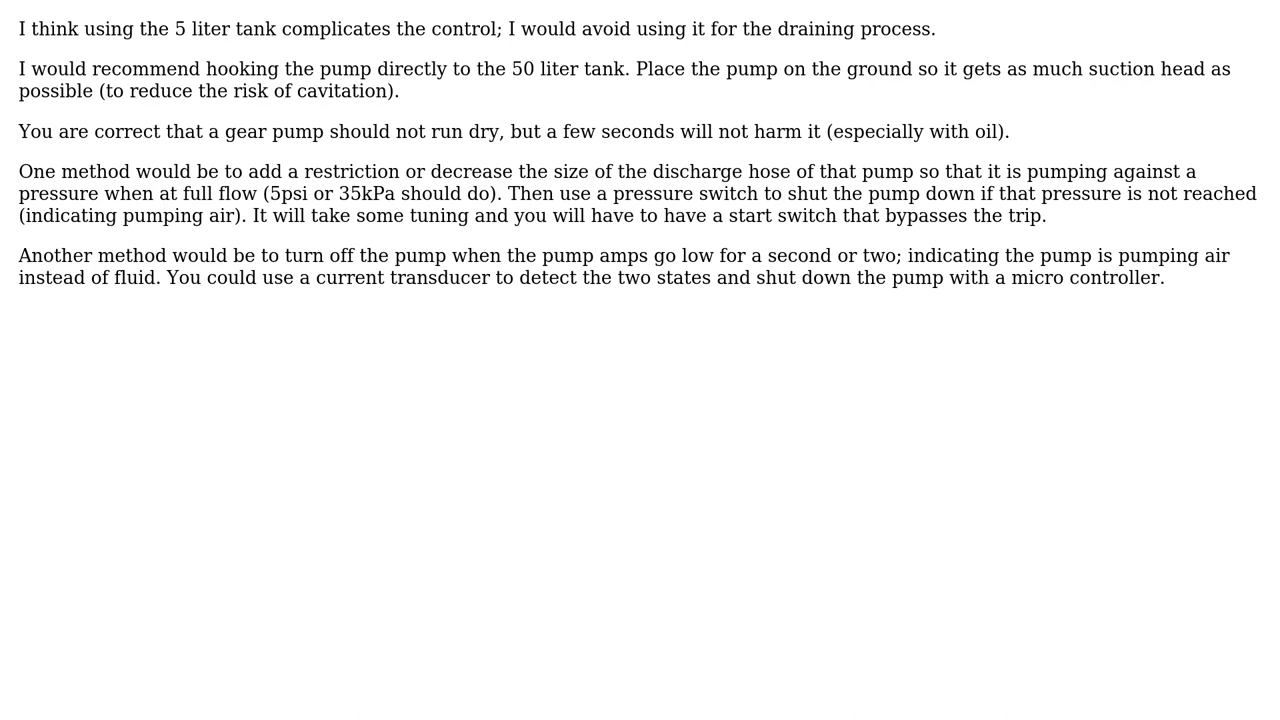 I think using the 5 liter tank complicates the control; I would avoid using it for the draining process.
I would recommend hooking the pump directly to the 50 liter tank. Place the pump on the ground so it gets as much suction head as
possible (to reduce the risk of cavitation).
You are correct that a gear pump should not run dry, but a few seconds will not harm it (especially with oil).
One method would be to add a restriction or decrease the size of the discharge hose of that pump so that it is pumping against a
pressure when at full flow (5psi or 35kPa should do). Then use a pressure switch to shut the pump down if that pressure is not reached
(indicating pumping air). It will take some tuning and you will have to have a start switch that bypasses the trip.
Another method would be to turn off the pump when the pump amps go low for a second or two; indicating the pump is pumping air
instead of fluid. You could use a current transducer to detect the two states and shut down the pump with a micro controller.